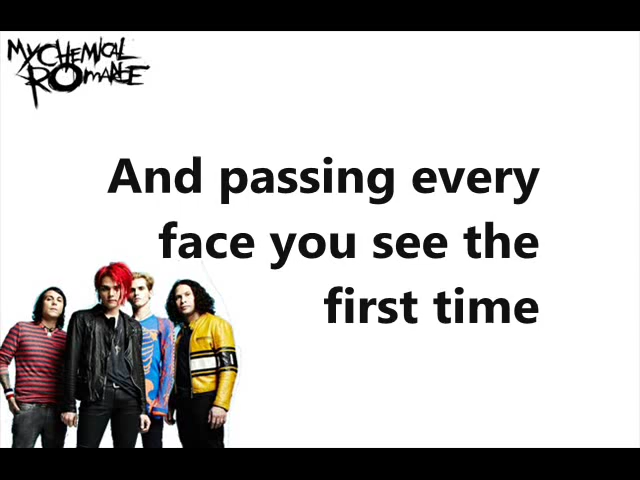 MY CHEMICAL
ROMANCE
And passing every
face you see the
first time